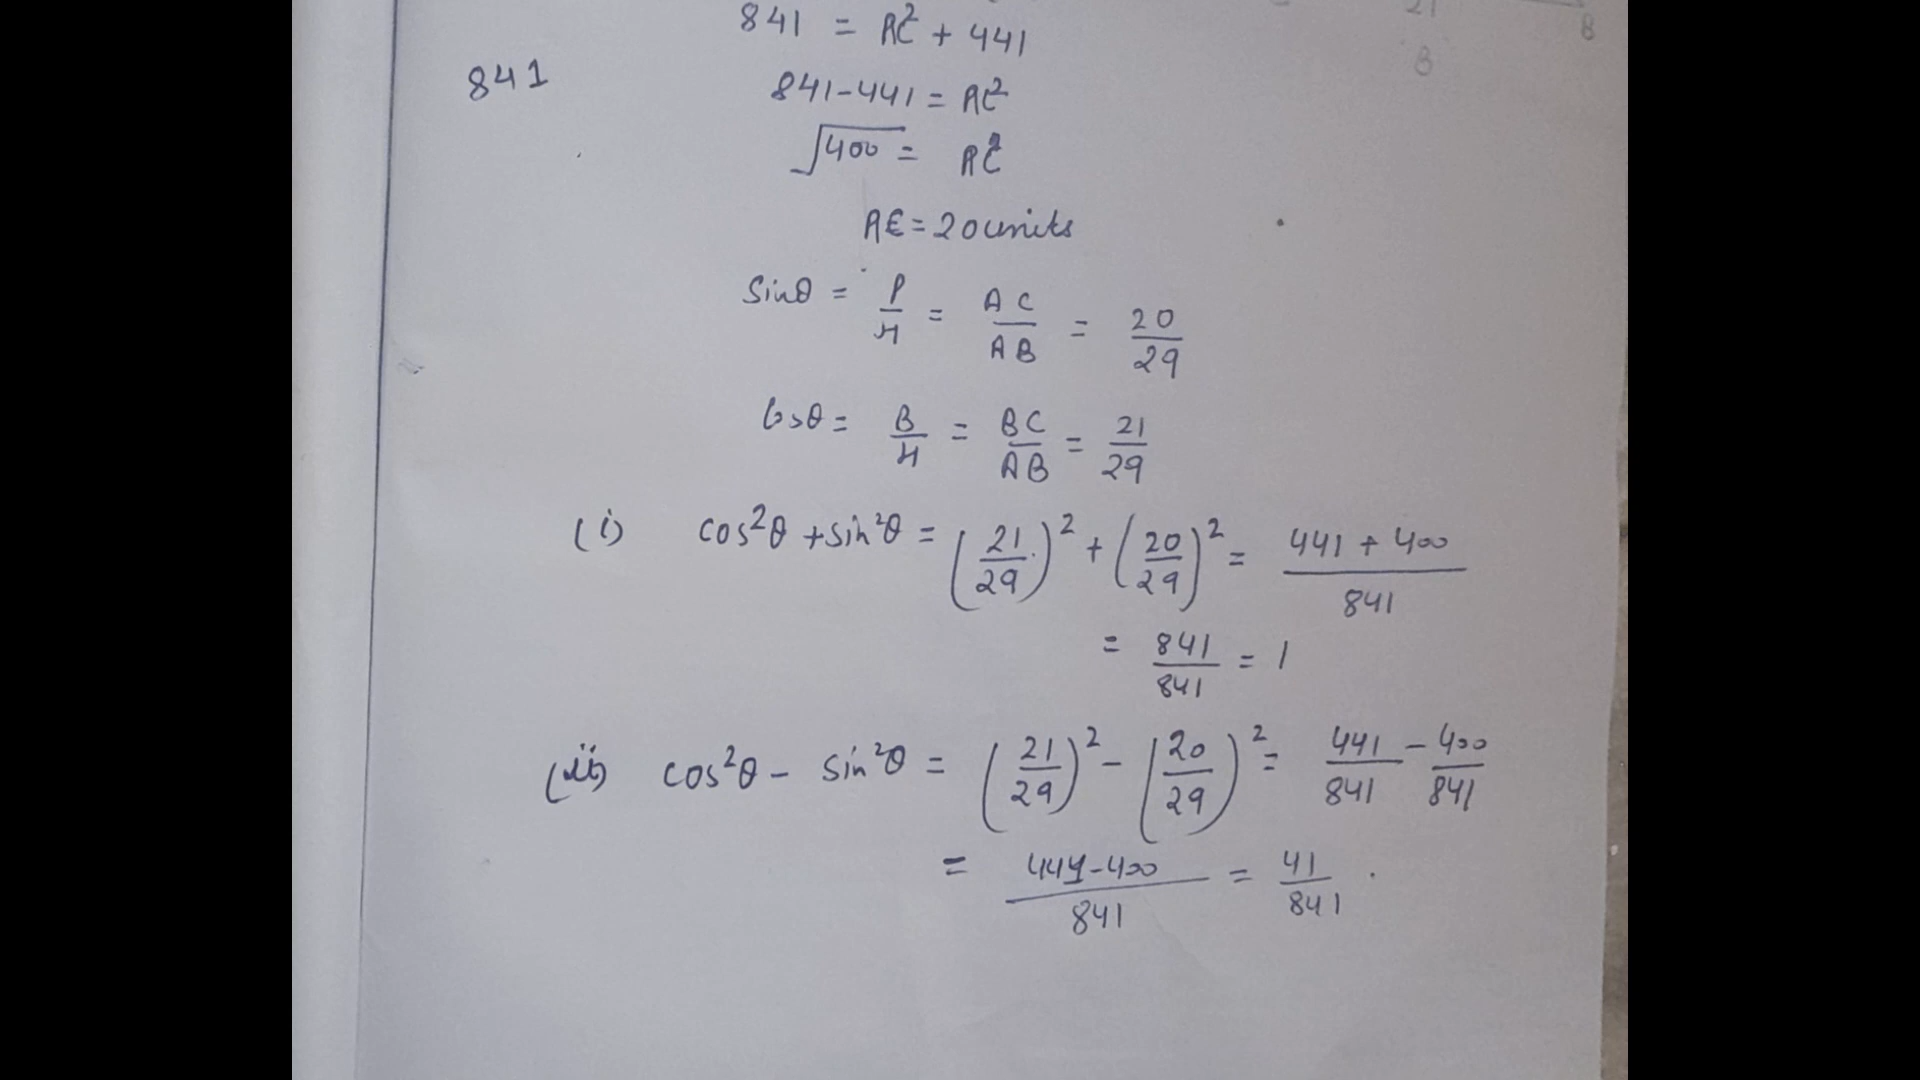 21
B
B
841 = AC² + 441
841
841-441 = AC²
√400 = AC
AC = 20 units
Sinθ = P/H = AC/AB = 20/29
Cosθ = B/H = BC/AB = 21/29
(i) cos²θ + sin²θ = (21/29)² + (20/29)² = 441 + 400/841
= 841/841 = 1
(ii) cos²θ - sin²θ = (21/29)² - (20/29)² = 441/841 - 400/841
= 441-400/841 = 41/841 .